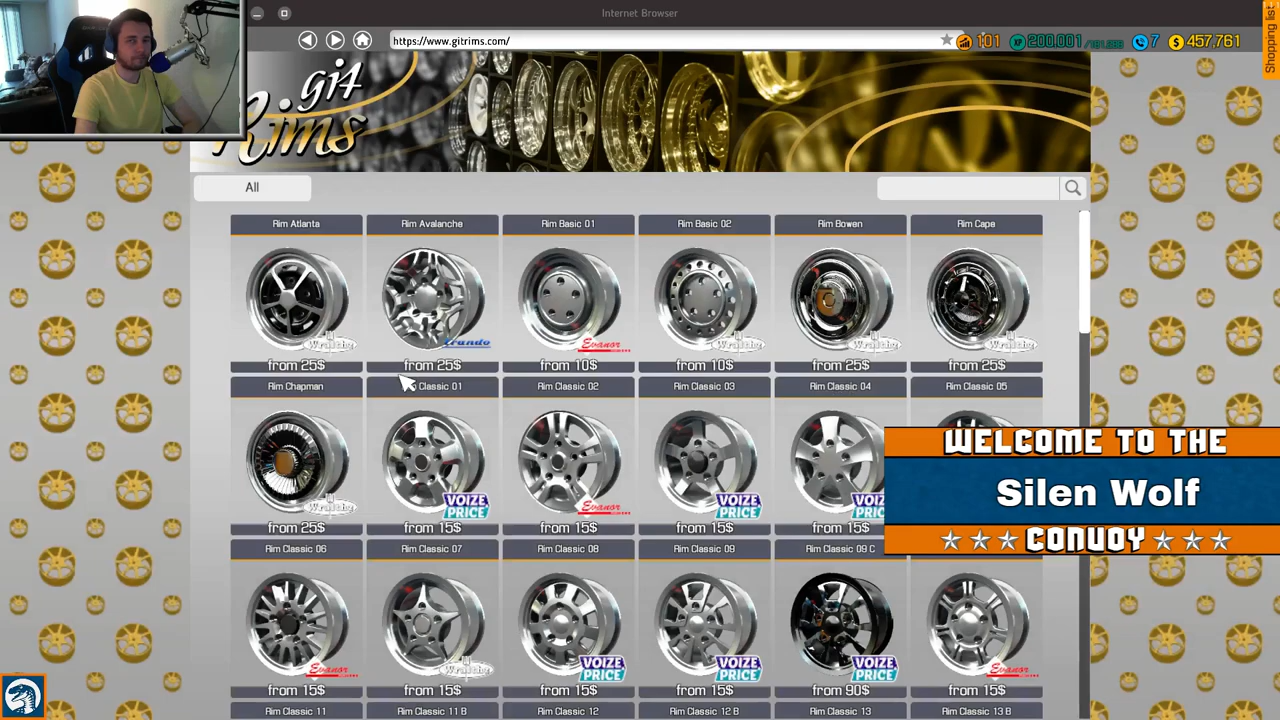 Internet Browser
https://www.gitrims.com/
101
200.001
7
457,761
Shopping list
git
Rims
All
Rim Atlanta
Rim Avalanche
Rim Basic 01
Rim Basic 02
Rim Bowen
Rim Cape
Evanor
from 25$
from 25$
from 10$
from 10$
from 25$
from 25$
Rim Chapman
Classic 01
Rim Classic 02
Rim Classic 03
Rim Classic 04
Rim Classic 05
WELCOME TO THE
Silen Wolf
CONVOY
VOIZE
PRICE
Evanor
VOIZE
PRICE
VOIZE
PRICE
from 25$
from 15$
from 15$
from 15$
from 15$
Rim Classic 06
Rim Classic 07
Rim Classic 08
Rim Classic 09
Rim Classic 09 C
Evanor
VOIZE
PRICE
VOIZE
PRICE
VOIZE
PRICE
Evanor
from 15$
from 15$
from 15$
from 15$
from 90$
from 15$
Rim Classic 11
Rim Classic 11 B
Rim Classic 12
Rim Classic 12 B
Rim Classic 13
Rim Classic 13 B